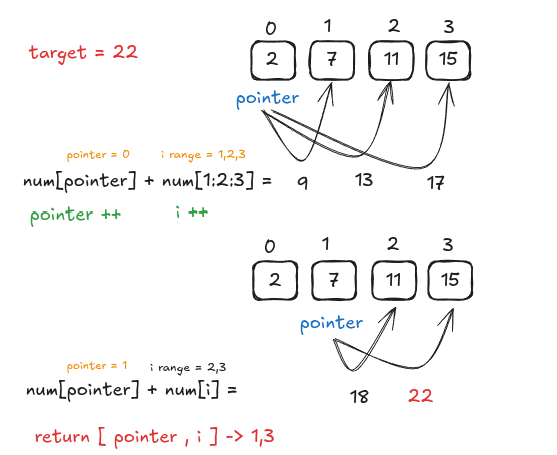 0 1 2 3
target = 22
2 7 11 15
pointer
pointer = 0 i range = 1,2,3
num[pointer] + num[1:2:3] = 9 13 17
pointer ++ i ++
0 1 2 3
2 7 11 15
pointer
pointer = 1 i range = 2,3
num[pointer] + num[i] = 18 22
return [ pointer , i ] -> 1,3